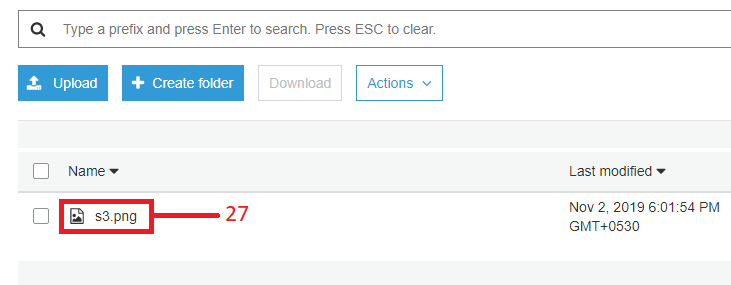 Type a prefix and press Enter to search. Press ESC to clear.
Upload Create folder Download Actions
Name Last modified
s3.png 27 Nov 2, 2019 6:01:54 PM
GMT+0530